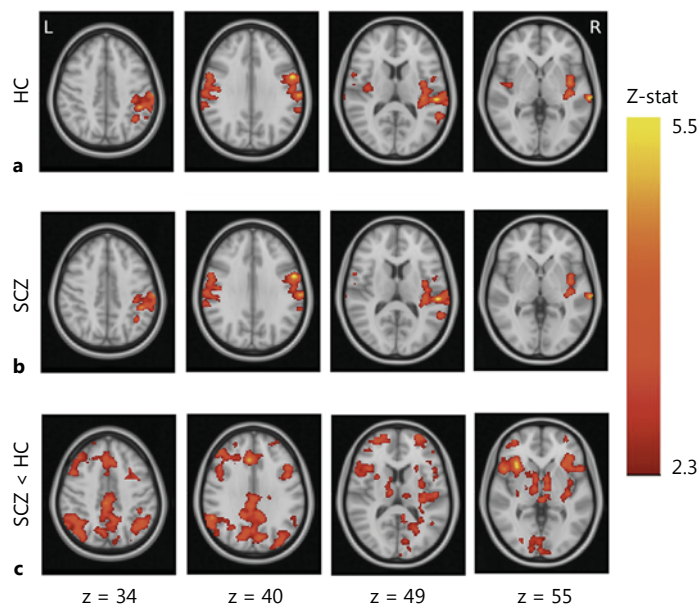 L
R
HC
a
Z-stat
5.5
SCZ
b
2.3
SCZ < HC
c
z = 34
z = 40
z = 49
z = 55